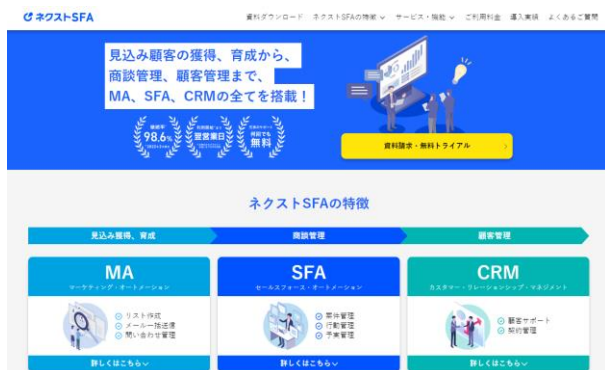 ネクストSFA
資料ダウンロード ネクストSFAの特徴 サービス・機能 ご利用料金 導入実績 よくあるご質問
見込み顧客の獲得、育成から、
商談管理、顧客管理まで、
MA、SFA、CRMの全てを搭載！
継続率
98.6%
翌営業日
何回でも
無料
資料請求・無料トライアル
ネクストSFAの特徴
見込み獲得、育成 商談管理 顧客管理
MA
マーケティング・オートメーション
リスト作成
メール一括送信
問い合わせ管理
詳しくはこちら
SFA
セールスフォース・オートメーション
案件管理
行動管理
予実管理
詳しくはこちら
CRM
カスタマー・リレーションシップ・マネジメント
顧客サポート
契約管理
詳しくはこちら